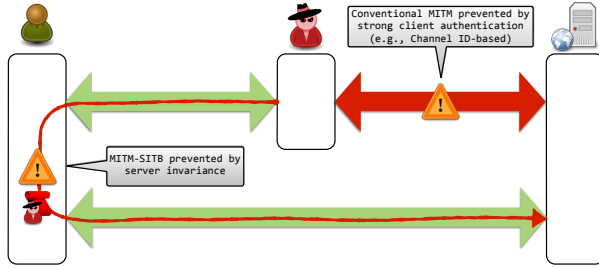 Conventional MITM prevented by
strong client authentication
(e.g., Channel ID-based)
MITM-SITB prevented by
server invariance